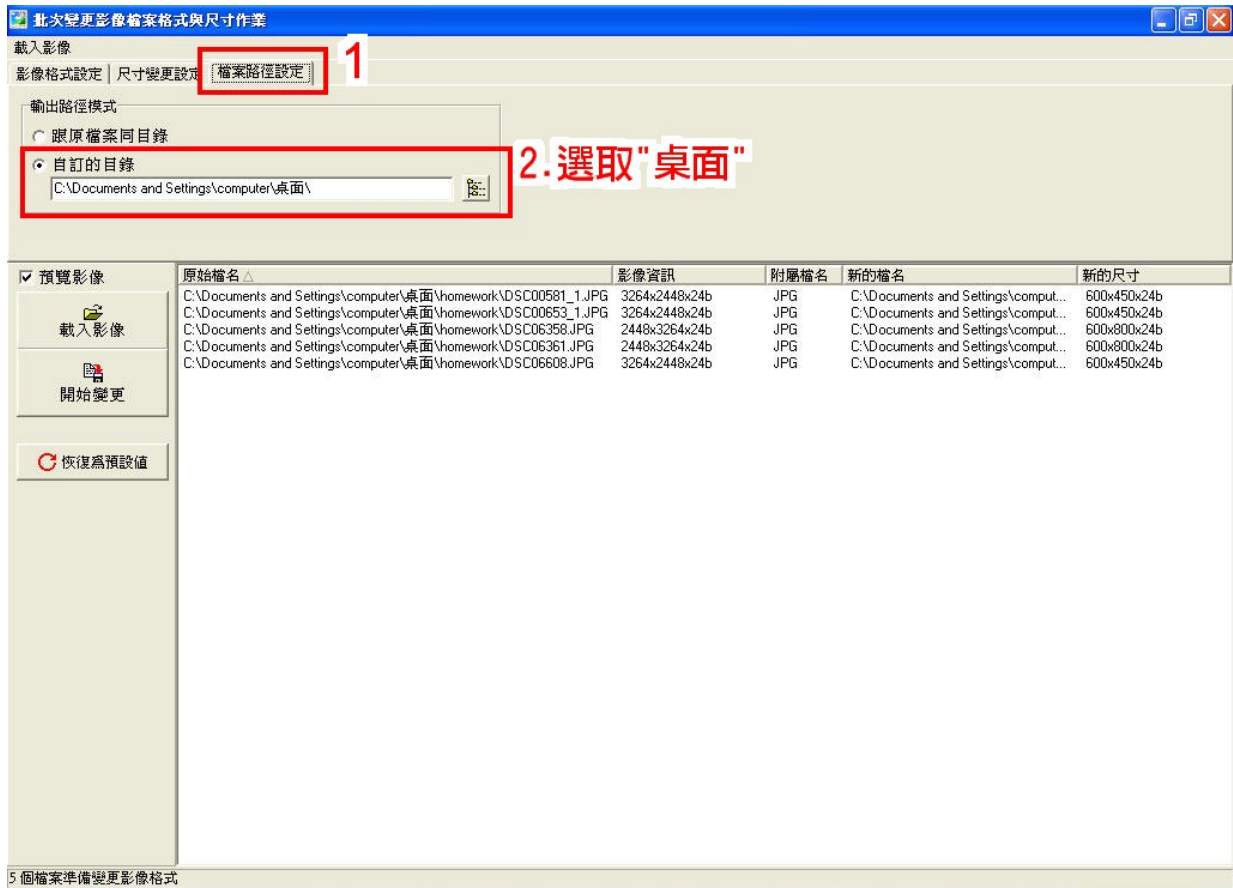 批次變更影像檔案格式與尺寸作業
載入影像
影像格式設定 尺寸變更設定 檔案路徑設定 1
輸出路徑模式
跟原檔案同目錄
自訂的目錄
C:\Documents and Settings\computer\桌面\
2.選取"桌面"
預覽影像
載入影像
開始變更
恢復為預設值
原始檔名 影像資訊 附屬檔名 新的檔名 新的尺寸
C:\Documents and Settings\computer\桌面\homework\DSC00581_1.JPG 3264x2448x24b JPG C:\Documents and Settings\comput... 600x450x24b
C:\Documents and Settings\computer\桌面\homework\DSC00653_1.JPG 3264x2448x24b JPG C:\Documents and Settings\comput... 600x450x24b
C:\Documents and Settings\computer\桌面\homework\DSC06358.JPG 2448x3264x24b JPG C:\Documents and Settings\comput... 600x800x24b
C:\Documents and Settings\computer\桌面\homework\DSC06361.JPG 2448x3264x24b JPG C:\Documents and Settings\comput... 600x800x24b
C:\Documents and Settings\computer\桌面\homework\DSC06608.JPG 3264x2448x24b JPG C:\Documents and Settings\comput... 600x450x24b
5 個檔案準備變更影像格式